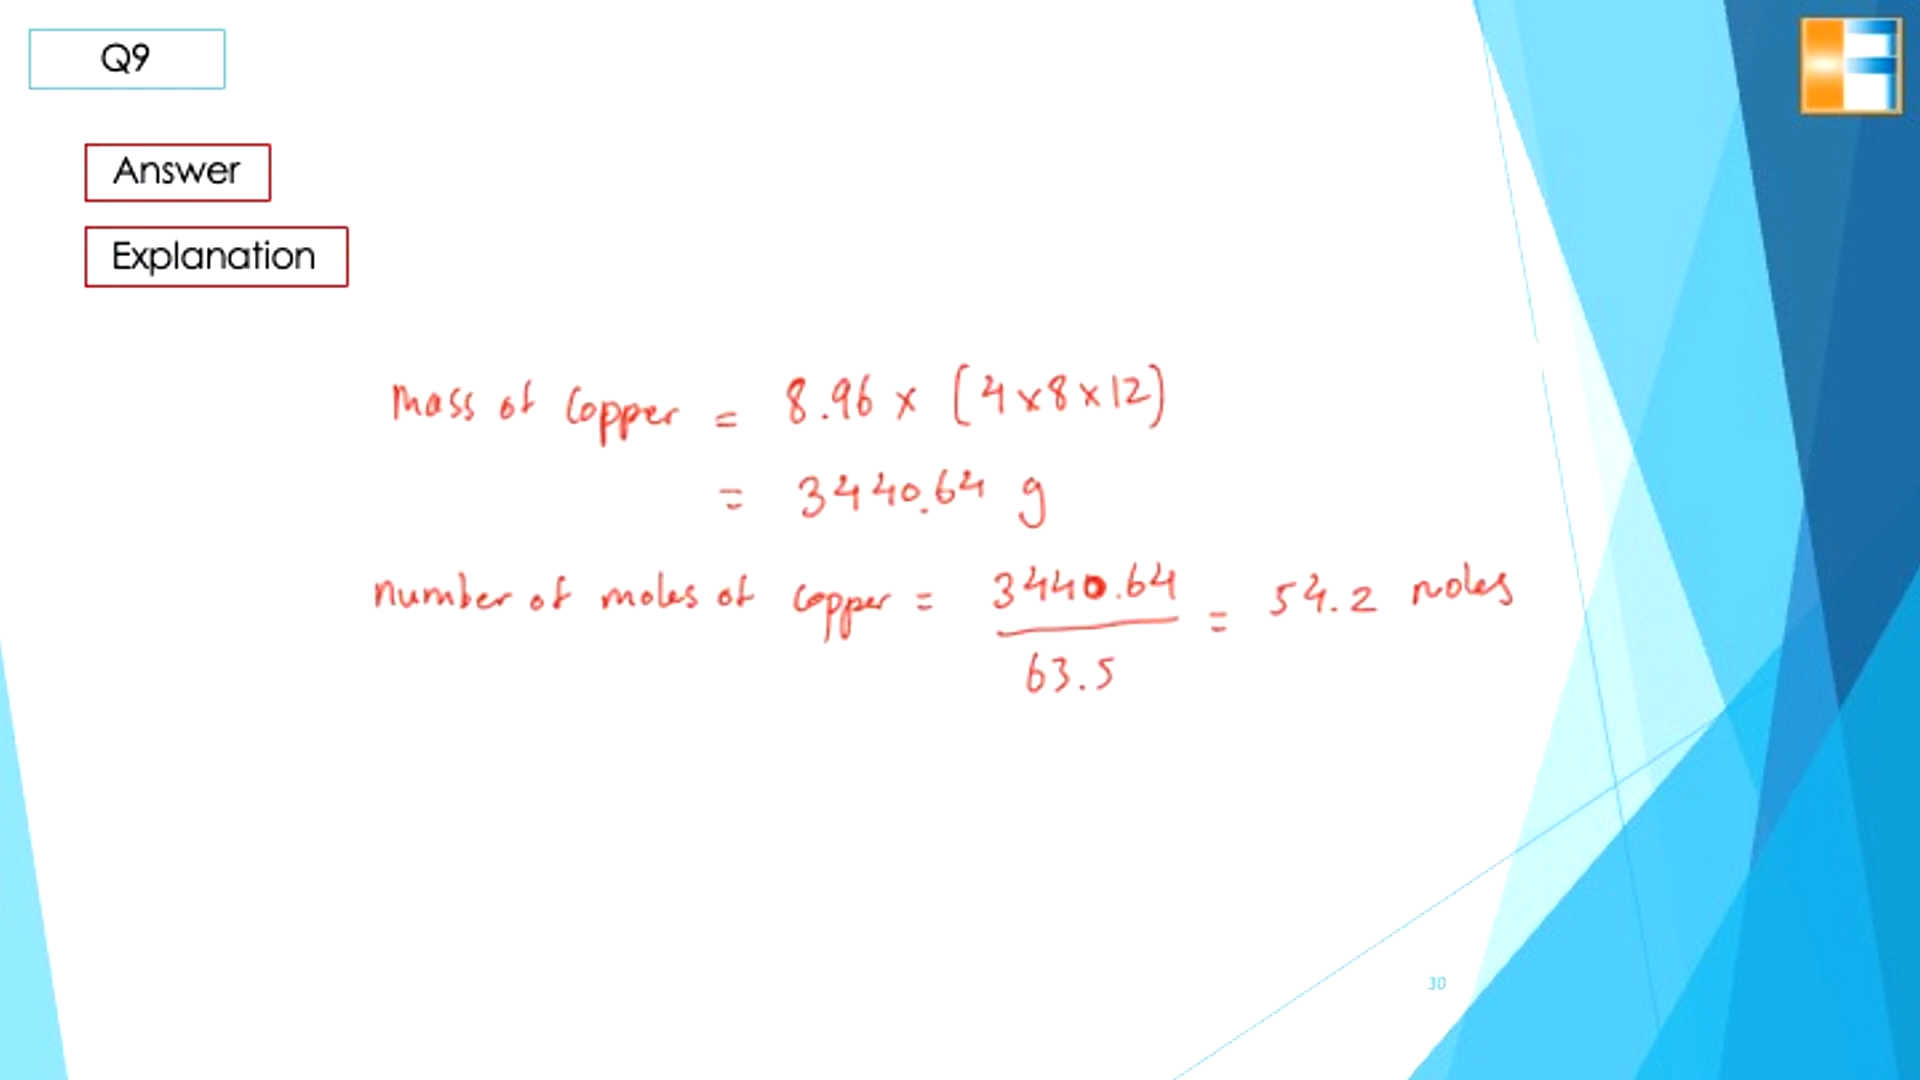 Q9
Answer
Explanation
Mass of Copper = 8.96 x (4x8x12)
= 3440.64 g
number of moles of copper = 3440.64 / 63.5 = 54.2 moles
30